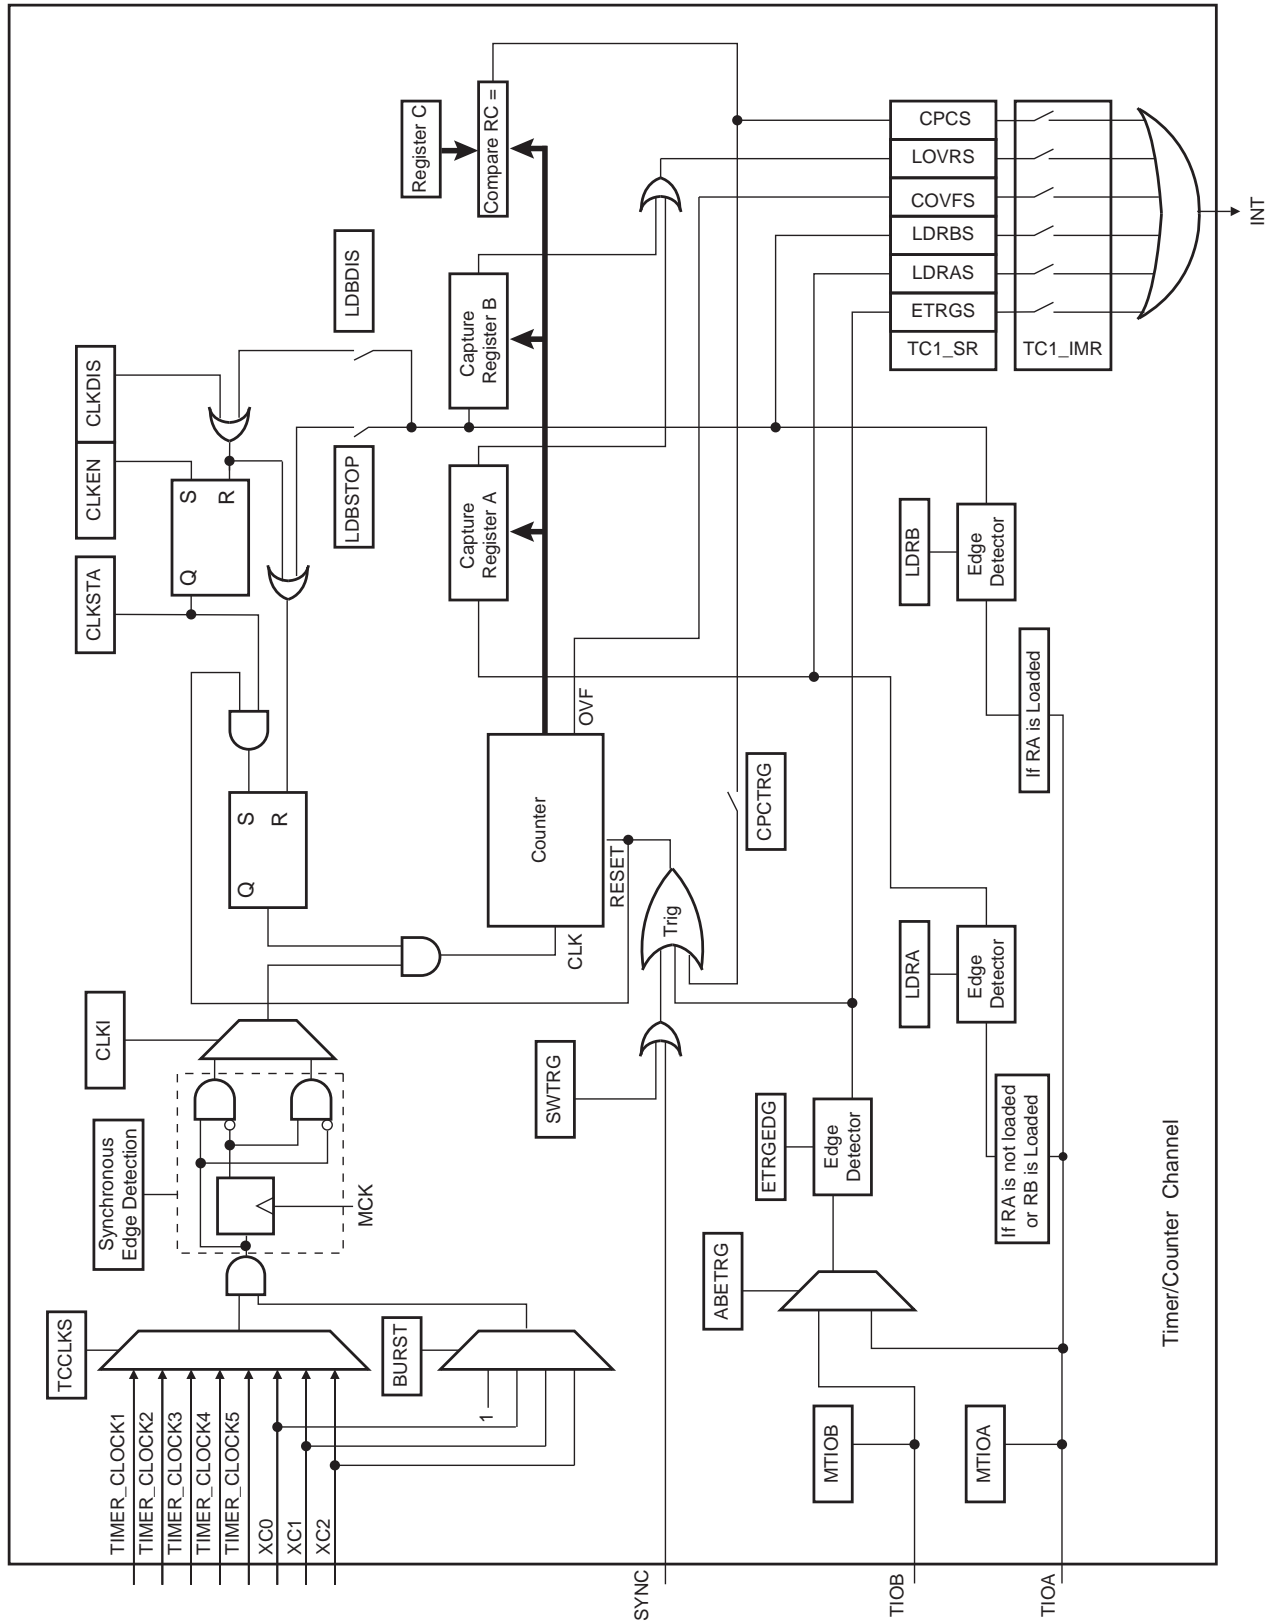 TCCLKS
TIMER_CLOCK1
TIMER_CLOCK2
TIMER_CLOCK3
TIMER_CLOCK4
TIMER_CLOCK5
XC0
XC1
XC2
BURST
1
Synchronous
Edge Detection
MCK
CLKI
CLKSTA
CLKEN
CLKDIS
Q
S
R
Q
S
R
LDBSTOP
LDBDIS
CLK
Counter
RESET
OVF
Capture
Register A
Capture
Register B
Register C
Compare RC =
SYNC
SWTRG
Trig
CPCTRG
TIOB
MTIOB
TIOA
MTIOA
ABETRG
ETRGEDG
Edge
Detector
LDRA
Edge
Detector
If RA is not loaded
or RB is Loaded
LDRB
Edge
Detector
If RA is Loaded
CPCS
LOVRS
COVFS
LDRBS
LDRAS
ETRGS
TC1_SR
TC1_IMR
INT
Timer/Counter Channel